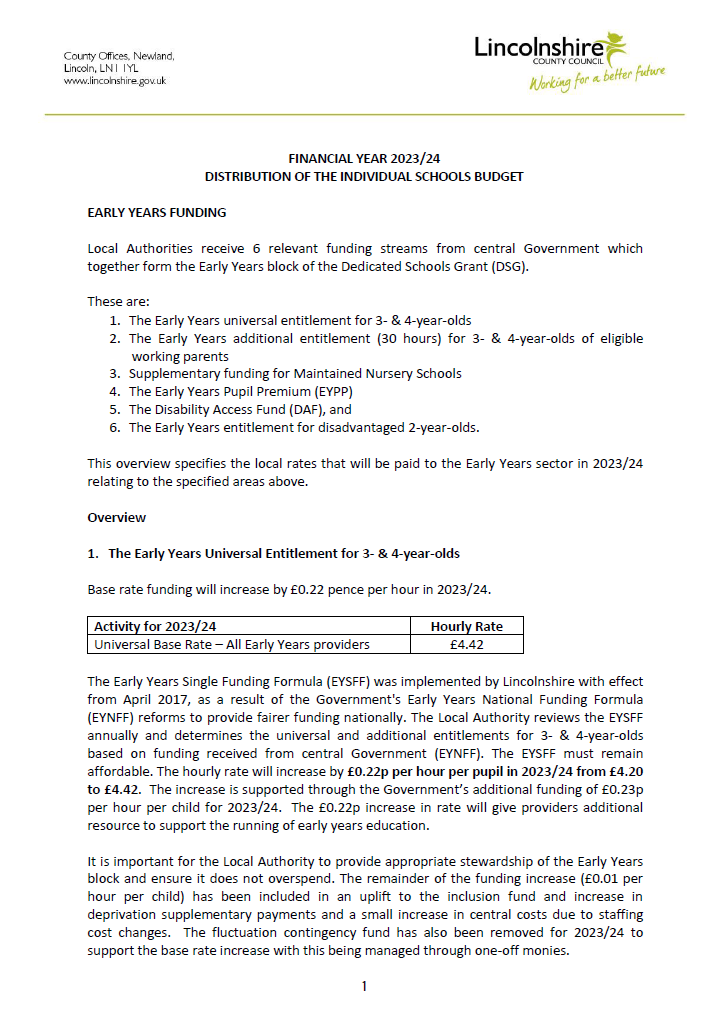 County Offices, Newland,
Lincoln, LN1 1YL
www.lincolnshire.gov.uk
Lincolnshire
COUNTY COUNCIL
Working for a better future
FINANCIAL YEAR 2023/24
DISTRIBUTION OF THE INDIVIDUAL SCHOOLS BUDGET
EARLY YEARS FUNDING
Local Authorities receive 6 relevant funding streams from central Government which
together form the Early Years block of the Dedicated Schools Grant (DSG).
These are:
1. The Early Years universal entitlement for 3- & 4-year-olds
2. The Early Years additional entitlement (30 hours) for 3- & 4-year-olds of eligible
working parents
3. Supplementary funding for Maintained Nursery Schools
4. The Early Years Pupil Premium (EYPP)
5. The Disability Access Fund (DAF), and
6. The Early Years entitlement for disadvantaged 2-year-olds.
This overview specifies the local rates that will be paid to the Early Years sector in 2023/24
relating to the specified areas above.
Overview
1. The Early Years Universal Entitlement for 3- & 4-year-olds
Base rate funding will increase by £0.22 pence per hour in 2023/24.
Activity for 2023/24 Hourly Rate
Universal Base Rate – All Early Years providers £4.42
The Early Years Single Funding Formula (EYSFF) was implemented by Lincolnshire with effect
from April 2017, as a result of the Government's Early Years National Funding Formula
(EYNFF) reforms to provide fairer funding nationally. The Local Authority reviews the EYSFF
annually and determines the universal and additional entitlements for 3- & 4-year-olds
based on funding received from central Government (EYNFF). The EYSFF must remain
affordable. The hourly rate will increase by £0.22p per hour per pupil in 2023/24 from £4.20
to £4.42. The increase is supported through the Government's additional funding of £0.23p
per hour per child for 2023/24. The £0.22p increase in rate will give providers additional
resource to support the running of early years education.
It is important for the Local Authority to provide appropriate stewardship of the Early Years
block and ensure it does not overspend. The remainder of the funding increase (£0.01 per
hour per child) has been included in an uplift to the inclusion fund and increase in
deprivation supplementary payments and a small increase in central costs due to staffing
cost changes. The fluctuation contingency fund has also been removed for 2023/24 to
support the base rate increase with this being managed through one-off monies.
1